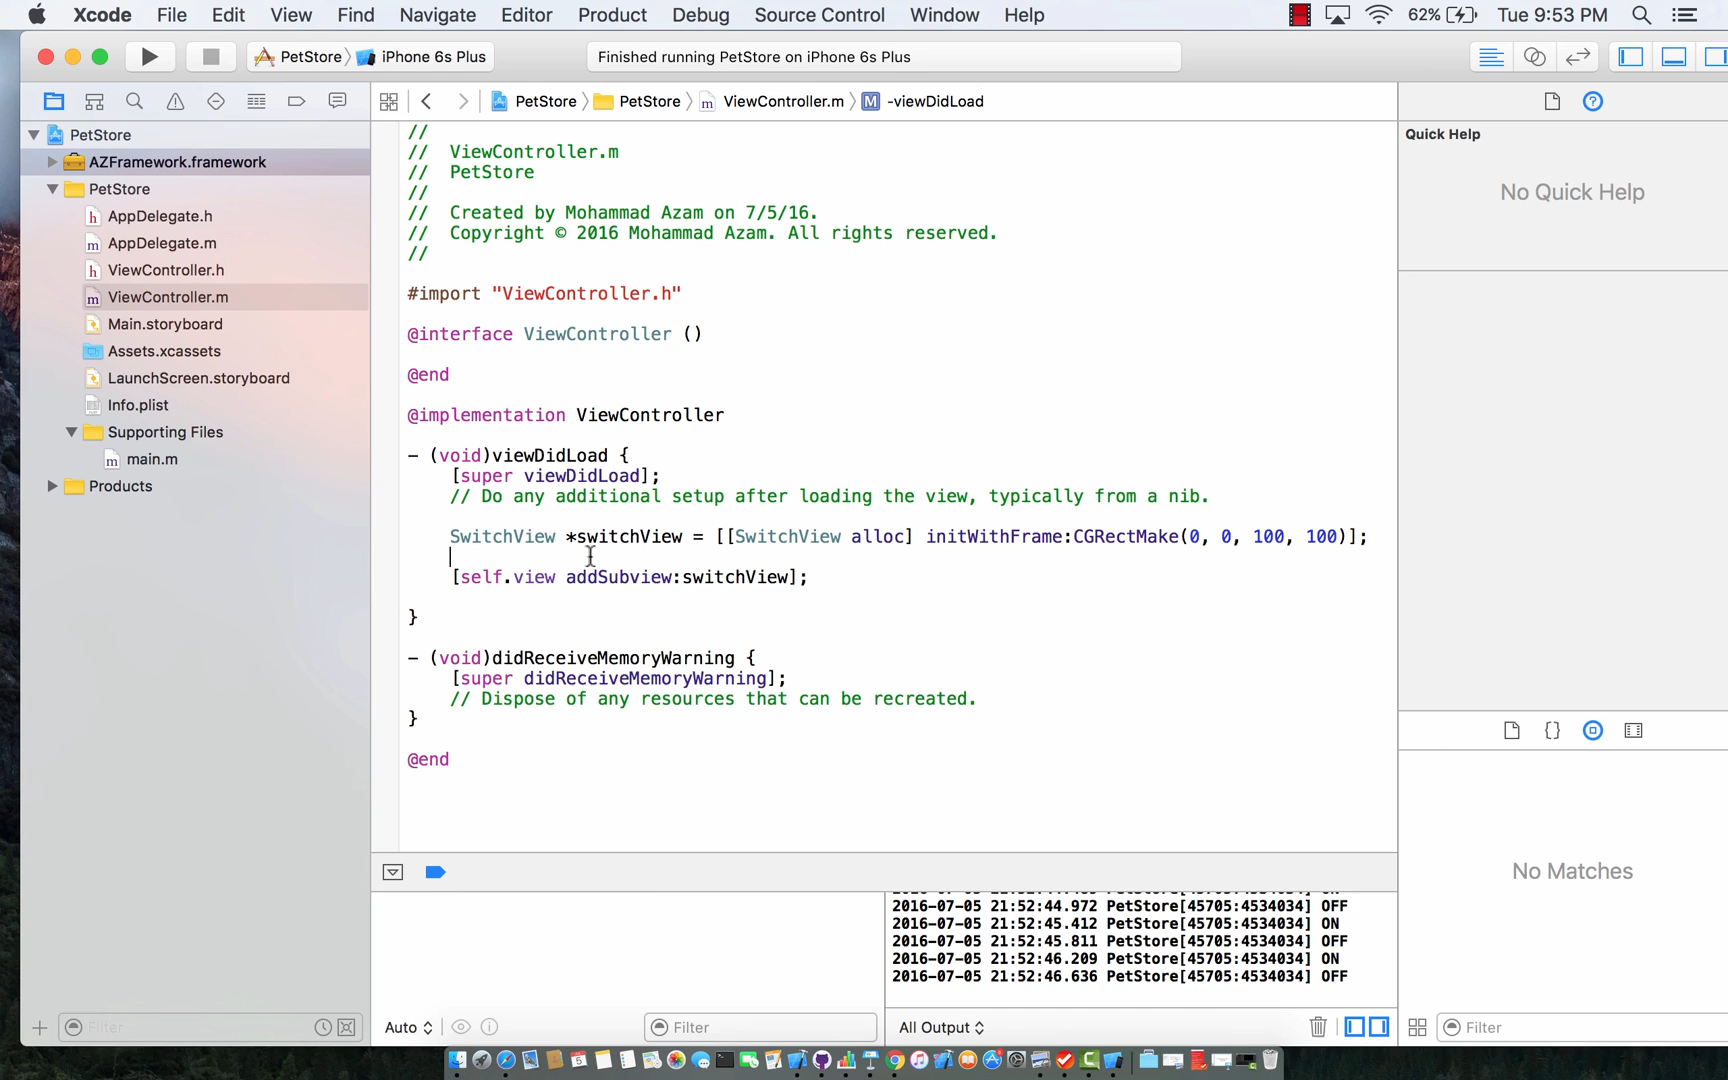 Xcode File Edit View Find Navigate Editor Product Debug Source Control Window Help 62% Tue 9:53 PM
PetStore iPhone 6s Plus Finished running PetStore on iPhone 6s Plus
PetStore PetStore ViewController.m M -viewDidLoad
PetStore
AZFramework.framework
PetStore
h AppDelegate.h
m AppDelegate.m
h ViewController.h
m ViewController.m
Main.storyboard
Assets.xcassets
LaunchScreen.storyboard
Info.plist
Supporting Files
m main.m
Products
Filter
//
// ViewController.m
// PetStore
//
// Created by Mohammad Azam on 7/5/16.
// Copyright © 2016 Mohammad Azam. All rights reserved.
//
#import "ViewController.h"
@interface ViewController ()
@end
@implementation ViewController
- (void)viewDidLoad {
[super viewDidLoad];
// Do any additional setup after loading the view, typically from a nib.
SwitchView *switchView = [[SwitchView alloc] initWithFrame:CGRectMake(0, 0, 100, 100)];
[self.view addSubview:switchView];
}
- (void)didReceiveMemoryWarning {
[super didReceiveMemoryWarning];
// Dispose of any resources that can be recreated.
}
@end
2016-07-05 21:52:44.972 PetStore[45705:4534034] OFF
2016-07-05 21:52:45.412 PetStore[45705:4534034] ON
2016-07-05 21:52:45.811 PetStore[45705:4534034] OFF
2016-07-05 21:52:46.209 PetStore[45705:4534034] ON
2016-07-05 21:52:46.636 PetStore[45705:4534034] OFF
Auto Filter All Output
Quick Help
No Quick Help
No Matches
Filter